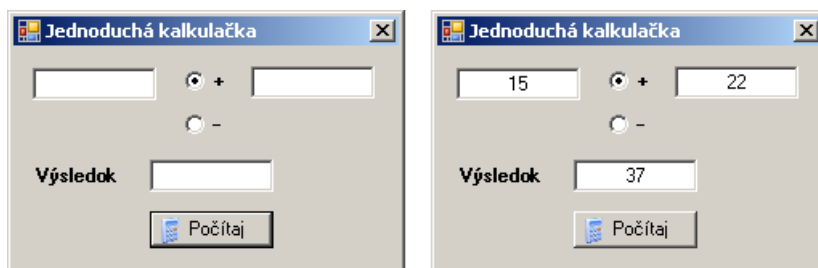 Jednoduchá kalkulačka
+
-
Výsledok
Počítaj
Jednoduchá kalkulačka
15 + 22
-
Výsledok 37
Počítaj